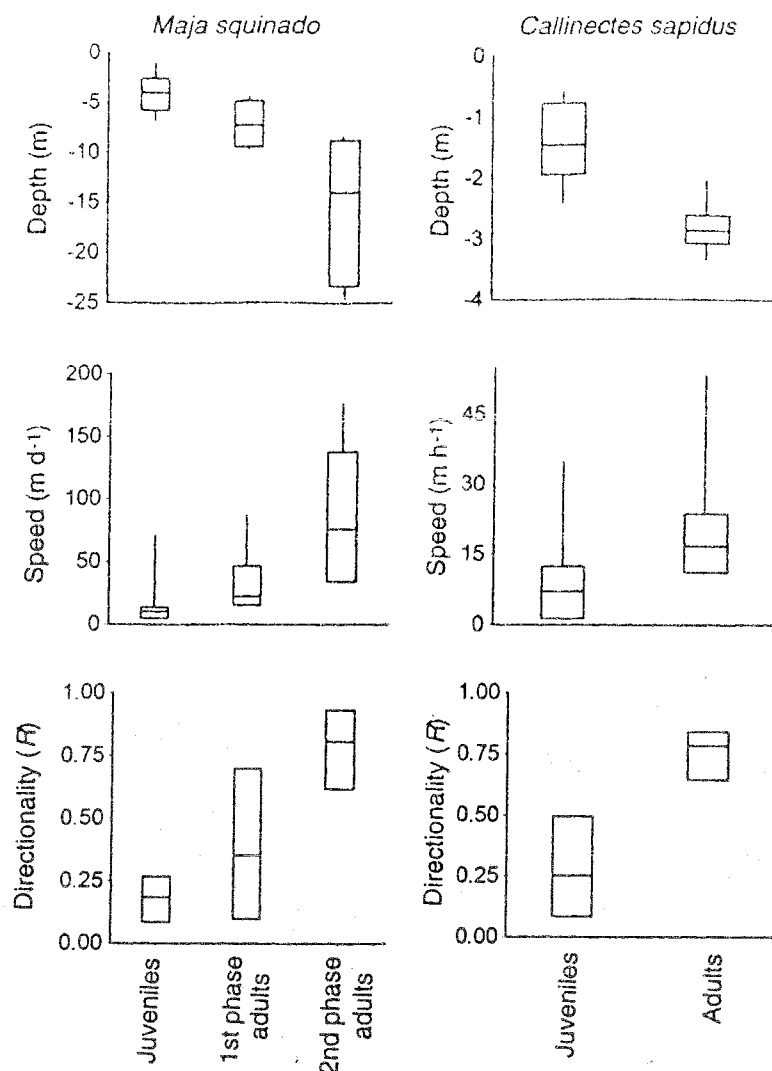 Maja squinado
Callinectes sapidus
Depth (m)
0
-5
-10
-15
-20
-25
Depth (m)
0
-1
-2
-3
-4
Speed (m d-1)
200
150
100
50
0
Speed (m h-1)
45
30
15
0
Directionality (R)
1.00
0.75
0.50
0.25
0.00
Juveniles
1st phase
adults
2nd phase
adults
Directionality (R)
1.00
0.75
0.50
0.25
0.00
Juveniles
Adults